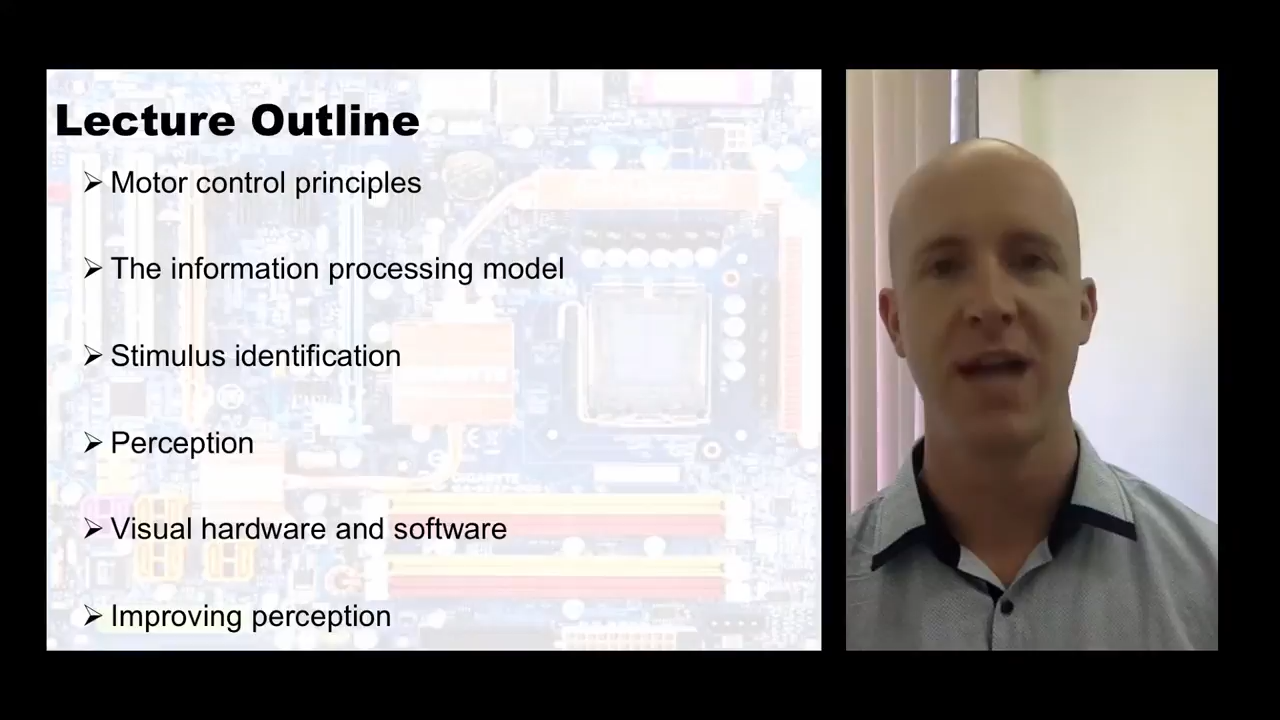 Lecture Outline
➢ Motor control principles
➢ The information processing model
➢ Stimulus identification
➢ Perception
➢ Visual hardware and software
➢ Improving perception